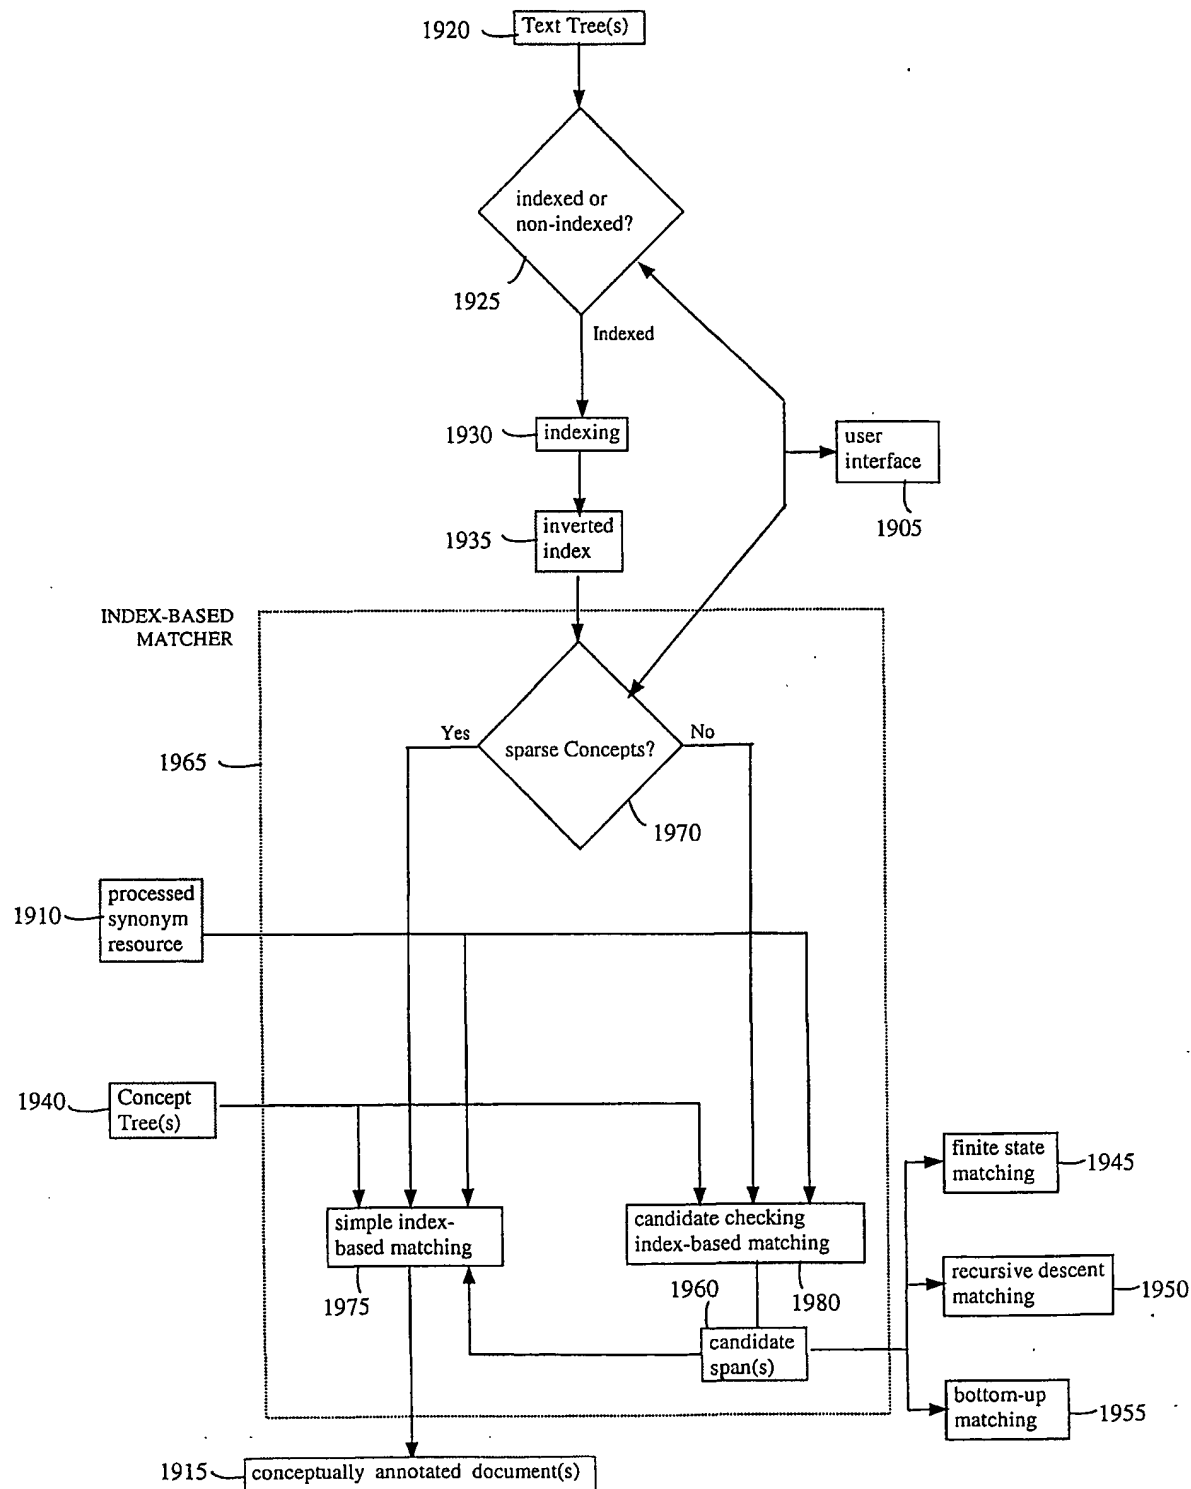 1920
Text Tree(s)
indexed or
non-indexed?
1925
Indexed
1930
indexing
user
interface
1905
1935
inverted
index
INDEX-BASED
MATCHER
Yes
No
sparse Concepts?
1965
1970
1910
processed
synonym
resource
1940
Concept
Tree(s)
finite state
matching
1945
simple index-
based matching
1975
candidate checking
index-based matching
1960
1980
recursive descent
matching
1950
candidate
span(s)
bottom-up
matching
1955
1915
conceptually annotated document(s)